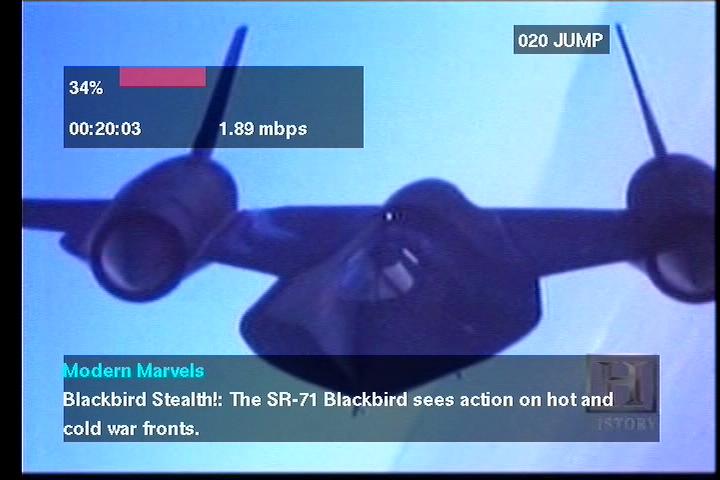 020 JUMP
34%
00:20:03 1.89 mbps
Modern Marvels
Blackbird Stealth!: The SR-71 Blackbird sees action on hot and
cold war fronts.
H
ISTORY